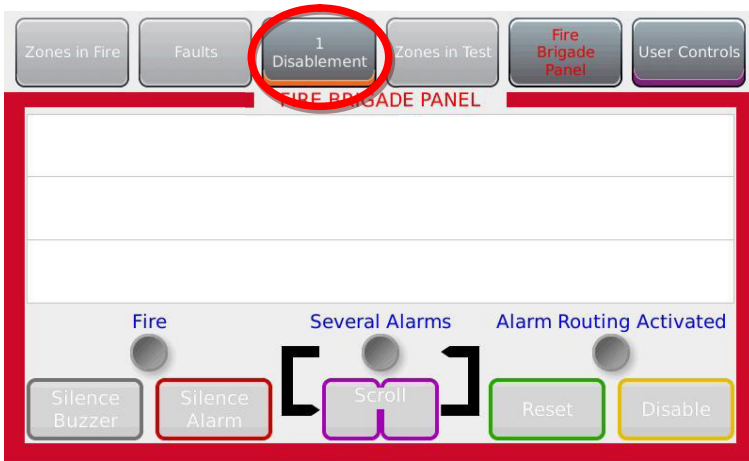 Zones in Fire
Faults
1
Disablement
Zones in Test
Fire
Brigade
Panel
User Controls
FIRE BRIGADE PANEL
Fire
Several Alarms
Alarm Routing Activated
Silence
Buzzer
Silence
Alarm
Scroll
Reset
Disable